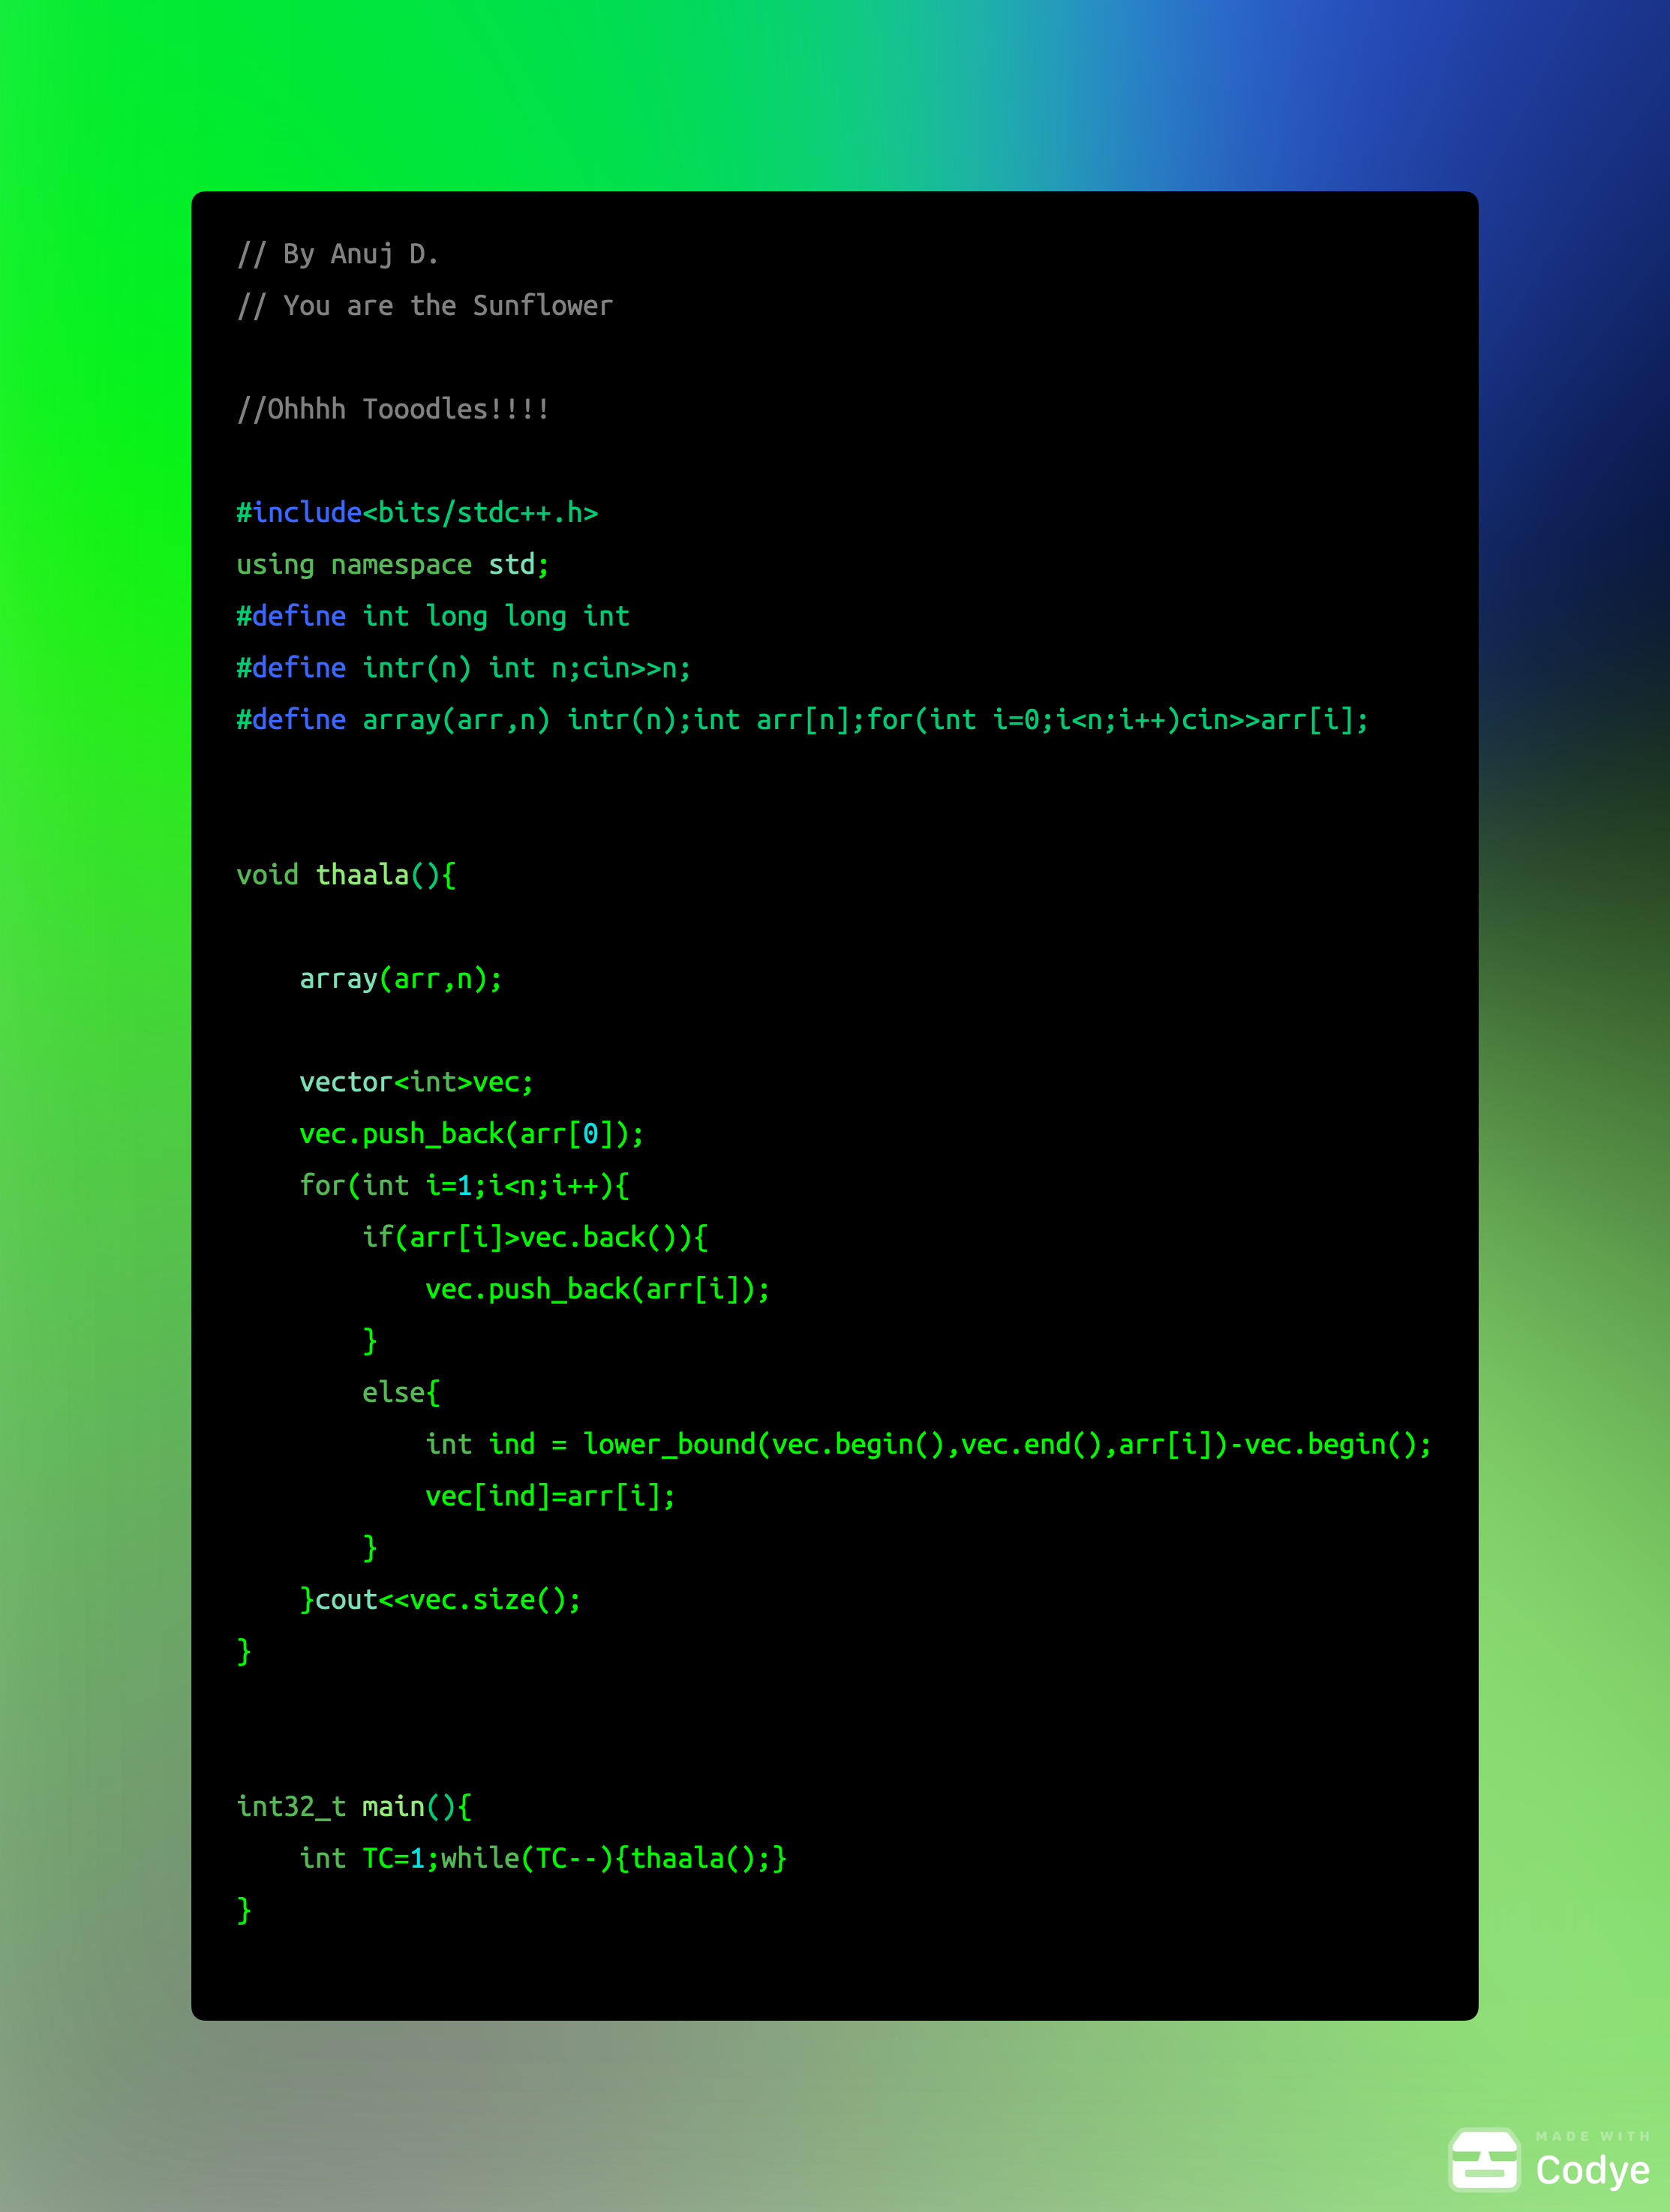 // By Anuj D.
// You are the Sunflower
//Ohhhh Tooodles!!!!
#include<bits/stdc++.h>
using namespace std;
#define int long long int
#define intr(n) int n;cin>>n;
#define array(arr,n) intr(n);int arr[n];for(int i=0;i<n;i++)cin>>arr[i];
void thaala(){
array(arr,n);
vector<int>vec;
vec.push_back(arr[0]);
for(int i=1;i<n;i++){
if(arr[i]>vec.back()){
vec.push_back(arr[i]);
}
else{
int ind = lower_bound(vec.begin(),vec.end(),arr[i])-vec.begin();
vec[ind]=arr[i];
}
}cout<<vec.size();
}
int32_t main(){
int TC=1;while(TC--){thaala();}
}
MADE WITH
Codye